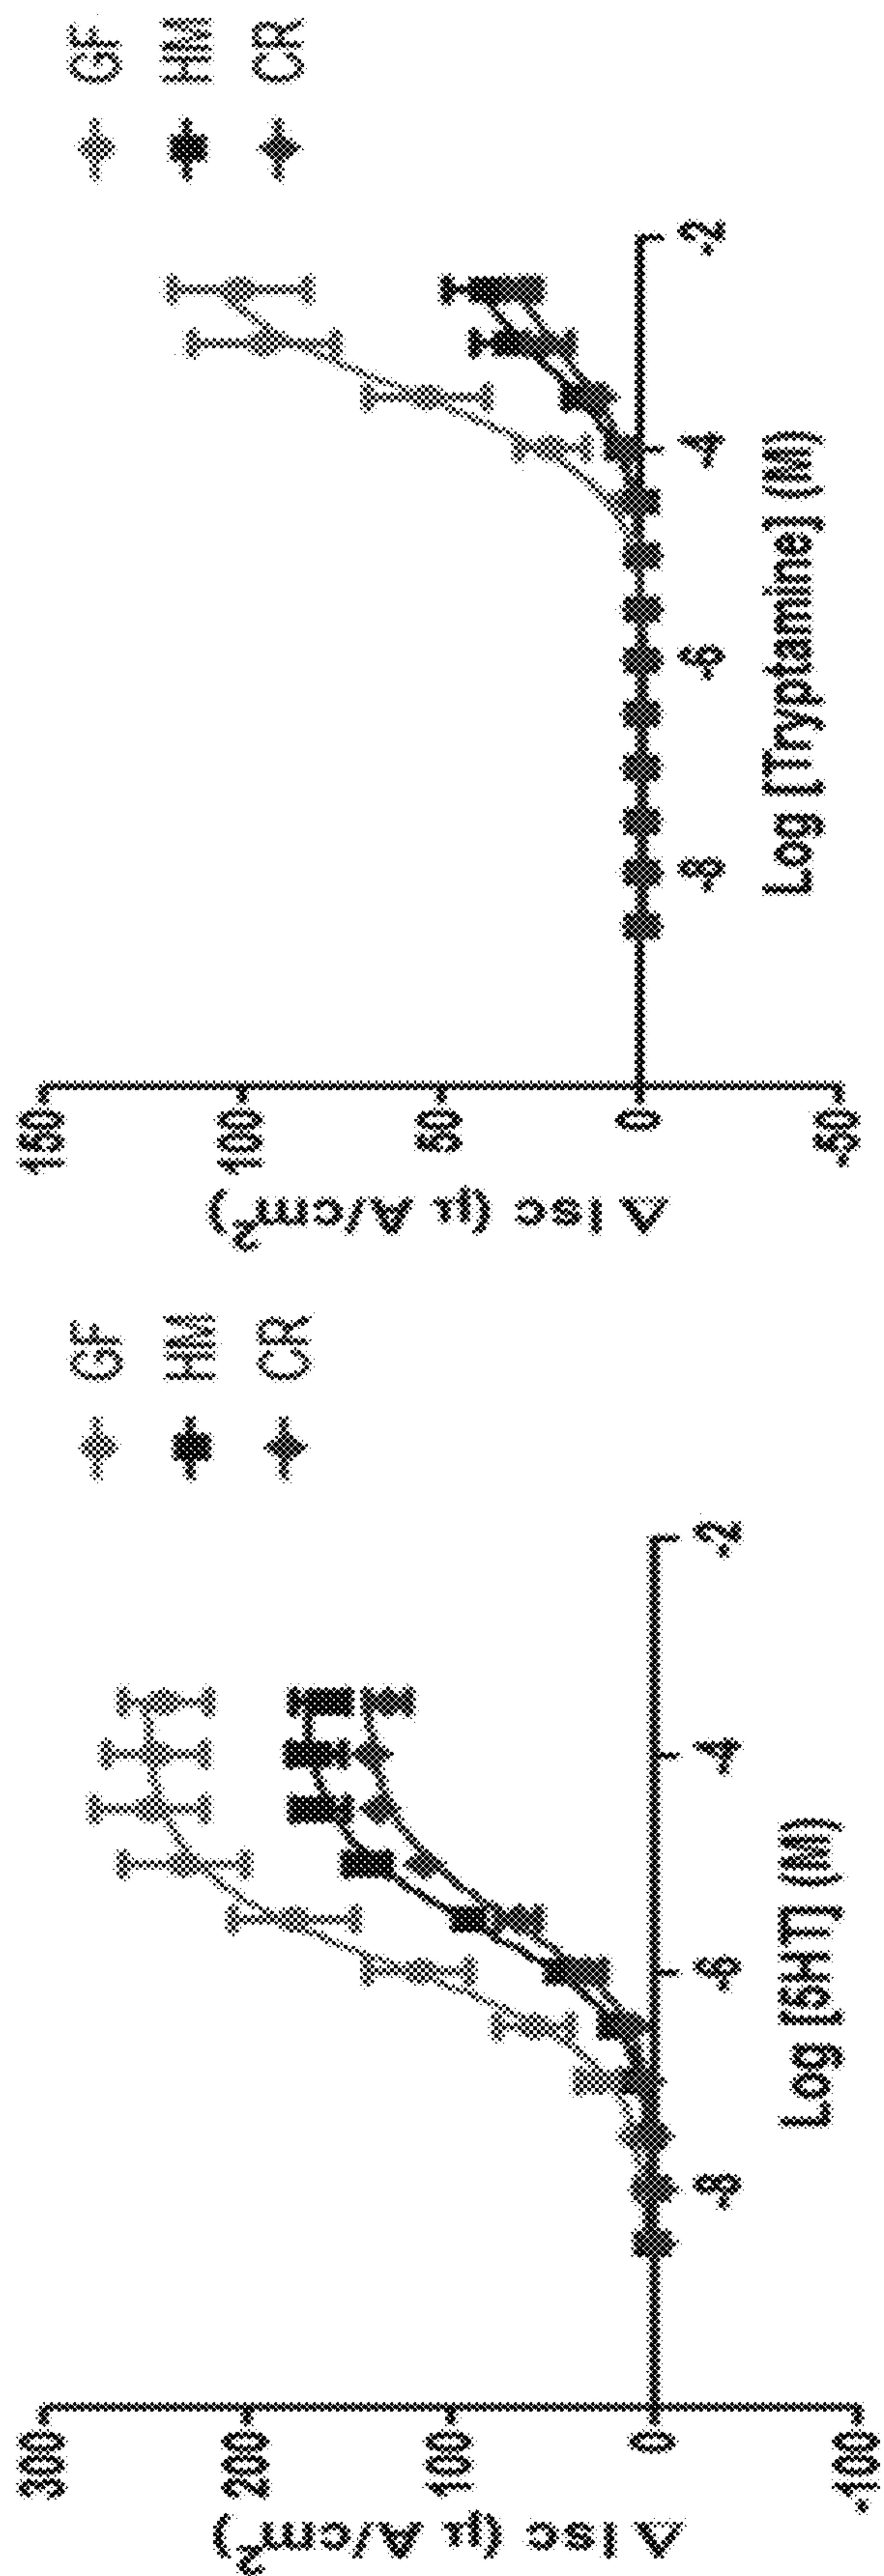 Δ Isc (μ A/cm²)
300
200
100
0
-100
-8
-6
-4
-2
Log [5HT] (M)
GF
HM
CR
Δ Isc (μ A/cm²)
150
100
50
0
-50
-8
-6
-4
-2
Log [Tryptamine] (M)
GF
HM
CR